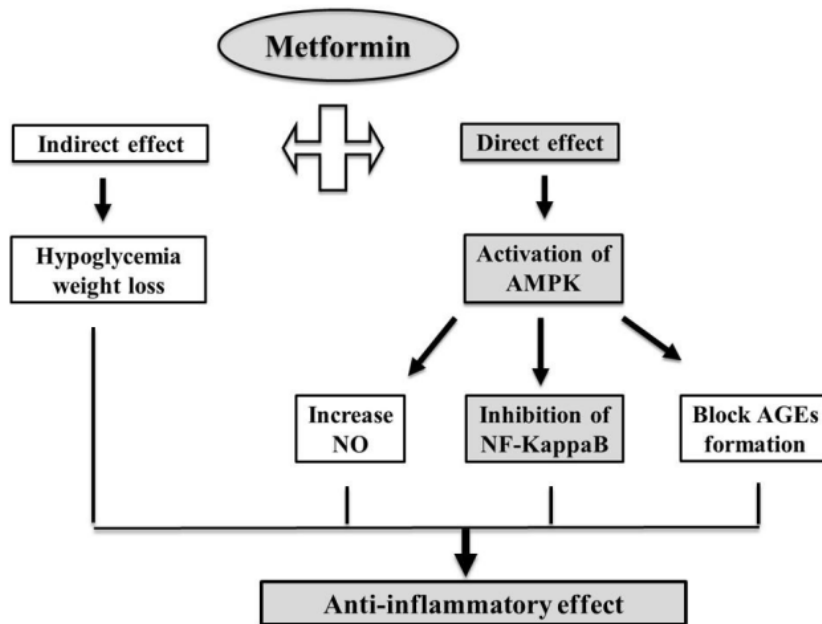 Metformin
Indirect effect
Direct effect
Hypoglycemia
weight loss
Activation of
AMPK
Increase
NO
Inhibition of
NF-KappaB
Block AGEs
formation
Anti-inflammatory effect